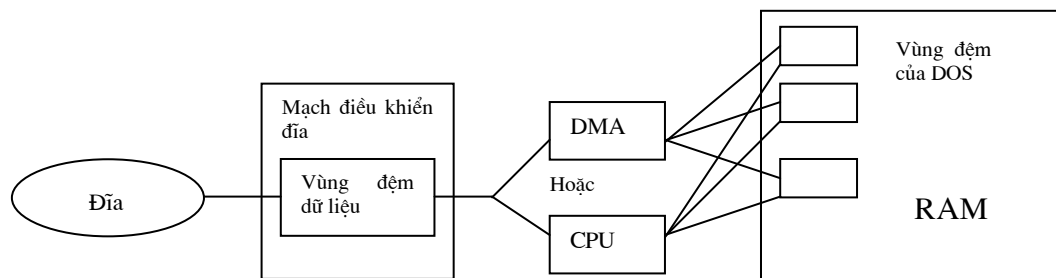 Đĩa
Mạch điều khiển
đĩa
Vùng đệm
dữ liệu
DMA
Hoặc
CPU
Vùng đệm
của DOS
RAM